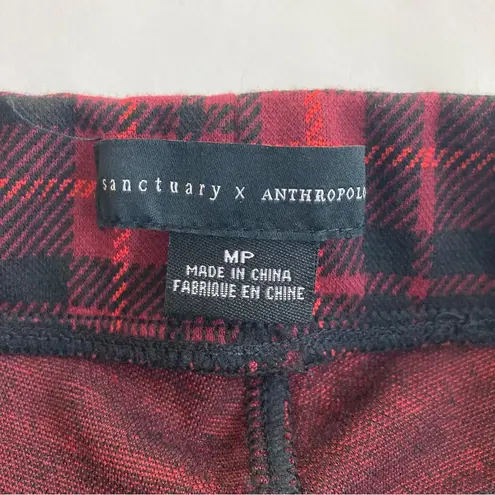 sanctuary x ANTHROPOLO
MP
MADE IN CHINA
FABRIQUE EN CHINE